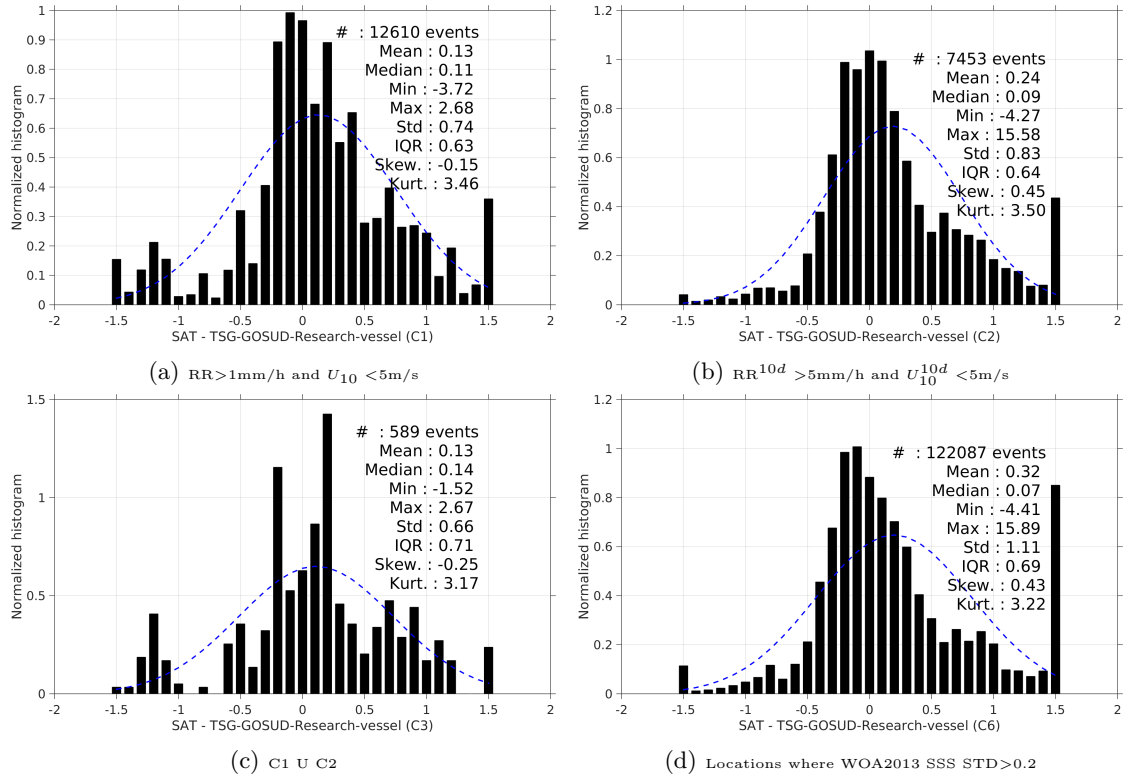 1
0.9
0.8
0.7
0.6
0.5
0.4
0.3
0.2
0.1
0
Normalized histogram
# : 12610 events
Mean : 0.13
Median : 0.11
Min : -3.72
Max : 2.68
Std : 0.74
IQR : 0.63
Skew. : -0.15
Kurt. : 3.46
-2 -1.5 -1 -0.5 0 0.5 1 1.5 2
SAT - TSG-GOSUD-Research-vessel (C1)
(a) RR>1mm/h and U10 <5m/s
1.2
1
0.8
0.6
0.4
0.2
0
Normalized histogram
# : 7453 events
Mean : 0.24
Median : 0.09
Min : -4.27
Max : 15.58
Std : 0.83
IQR : 0.64
Skew. : 0.45
Kurt. : 3.50
-2 -1.5 -1 -0.5 0 0.5 1 1.5 2
SAT - TSG-GOSUD-Research-vessel (C2)
(b) RR10d >5mm/h and U10d10 <5m/s
1.5
1
0.5
0
Normalized histogram
# : 589 events
Mean : 0.13
Median : 0.14
Min : -1.52
Max : 2.67
Std : 0.66
IQR : 0.71
Skew. : -0.25
Kurt. : 3.17
-2 -1.5 -1 -0.5 0 0.5 1 1.5 2
SAT - TSG-GOSUD-Research-vessel (C3)
(c) C1 U C2
1.2
1
0.8
0.6
0.4
0.2
0
Normalized histogram
# : 122087 events
Mean : 0.32
Median : 0.07
Min : -4.41
Max : 15.89
Std : 1.11
IQR : 0.69
Skew. : 0.43
Kurt. : 3.22
-2 -1.5 -1 -0.5 0 0.5 1 1.5 2
SAT - TSG-GOSUD-Research-vessel (C6)
(d) Locations where WOA2013 SSS STD>0.2